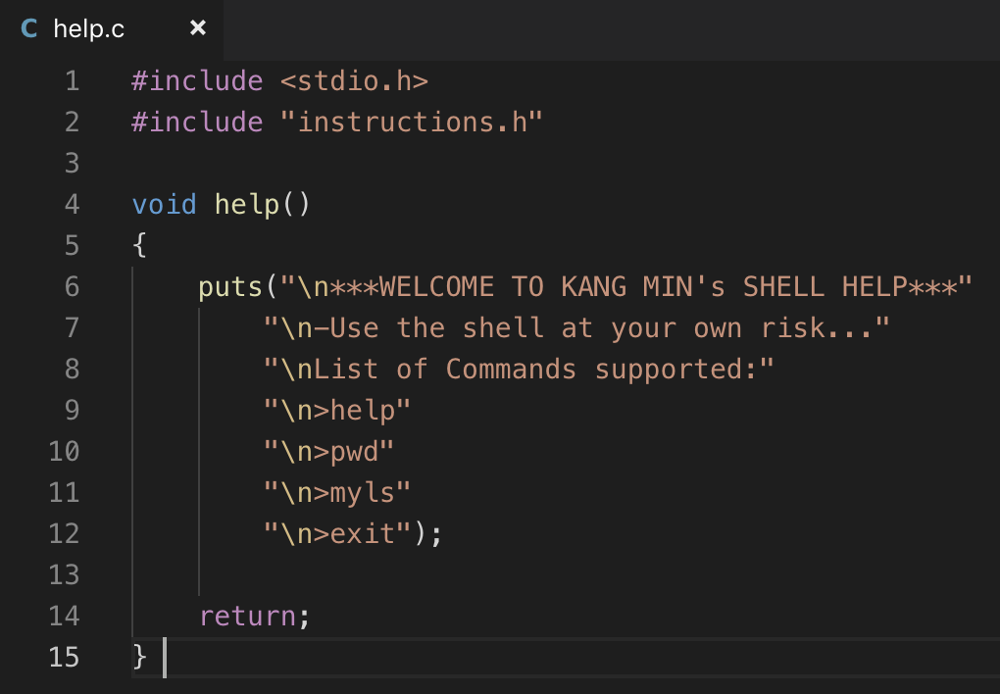 C help.c ×
1 #include <stdio.h>
2 #include "instructions.h"
3
4 void help()
5 {
6     puts("\n***WELCOME TO KANG MIN's SHELL HELP***"
7         "\n-Use the shell at your own risk..."
8         "\nList of Commands supported:"
9         "\n>help"
10         "\n>pwd"
11         "\n>myls"
12         "\n>exit");
13
14     return;
15 }